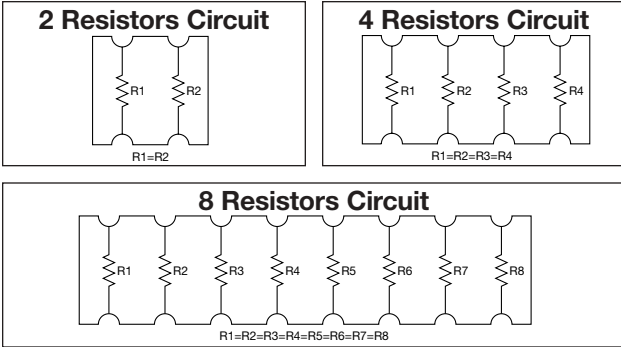 2 Resistors Circuit
R1 R2
R1=R2
4 Resistors Circuit
R1 R2 R3 R4
R1=R2=R3=R4
8 Resistors Circuit
R1 R2 R3 R4 R5 R6 R7 R8
R1=R2=R3=R4=R5=R6=R7=R8